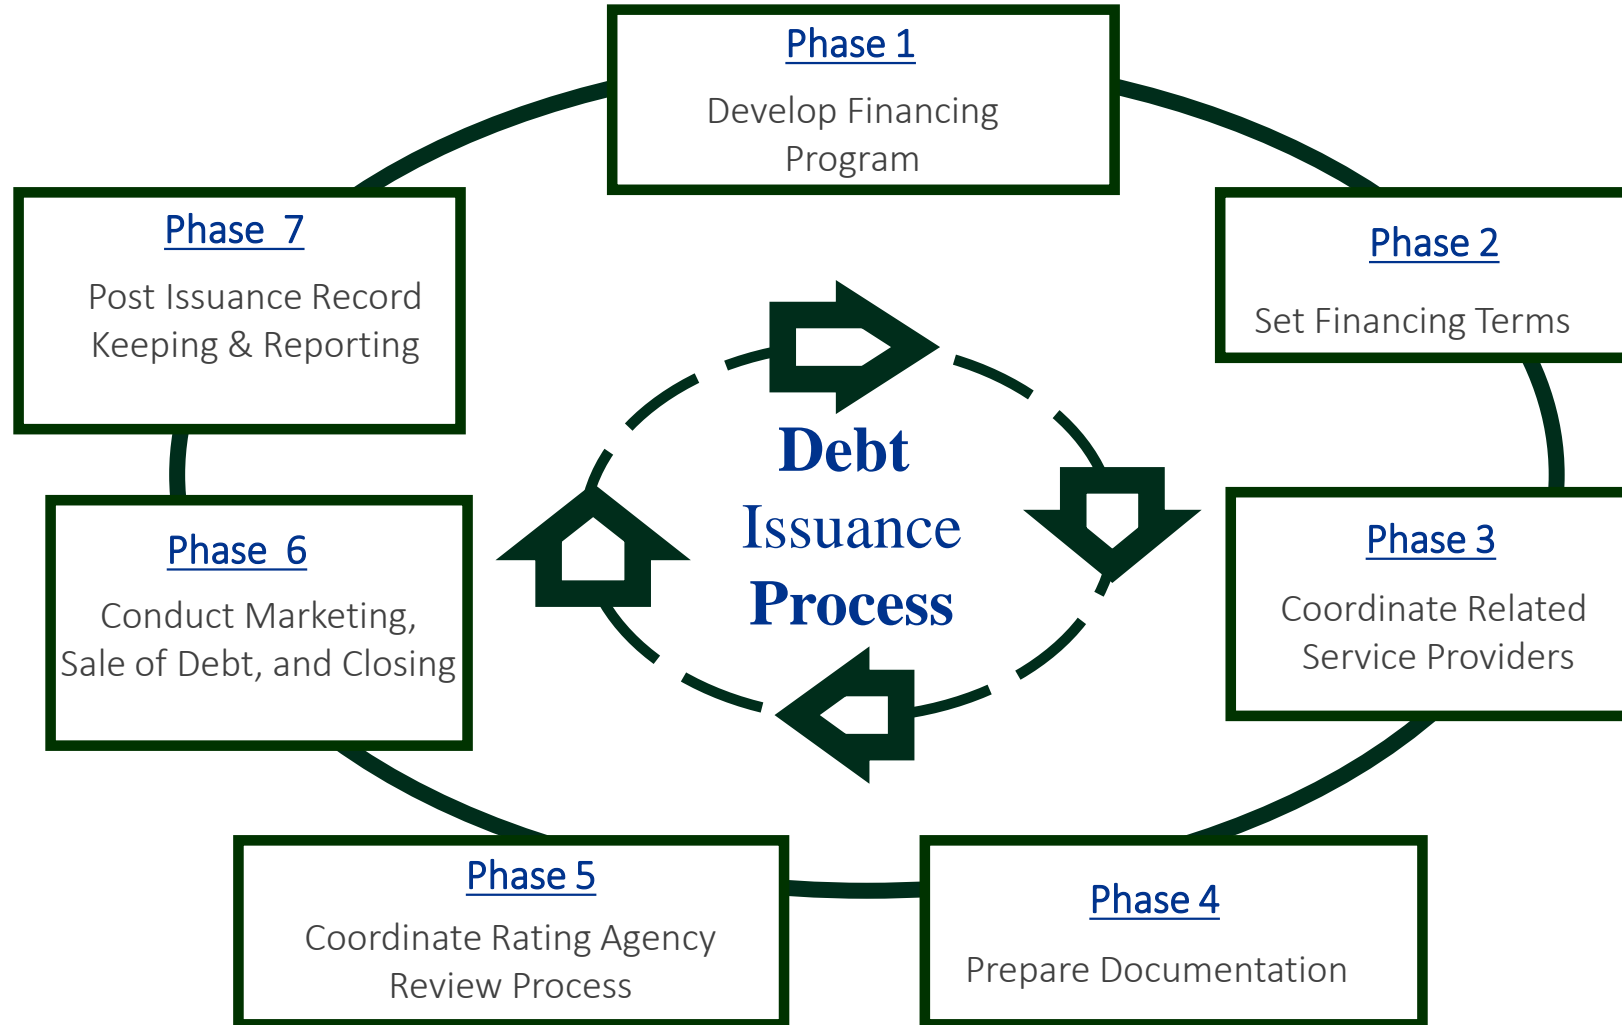 Phase 1
Develop Financing
Program
Phase 2
Set Financing Terms
Phase 3
Coordinate Related
Service Providers
Phase 4
Prepare Documentation
Phase 5
Coordinate Rating Agency
Review Process
Phase 6
Conduct Marketing,
Sale of Debt, and Closing
Phase 7
Post Issuance Record
Keeping & Reporting
Debt
Issuance
Process